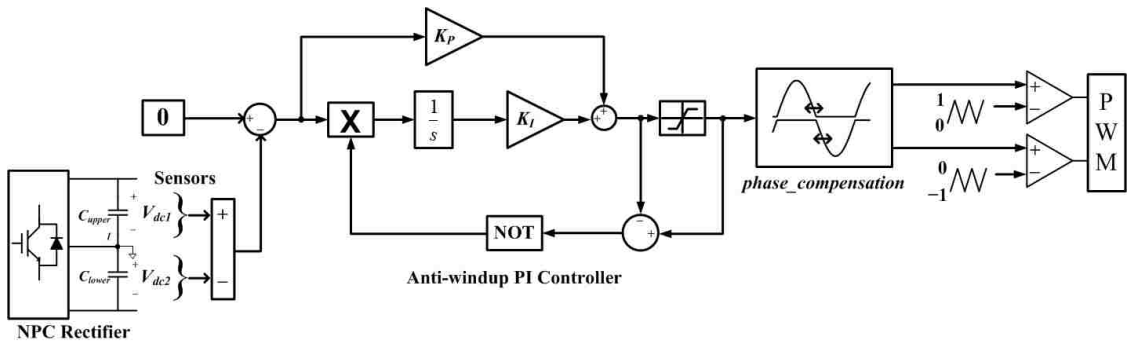 K_P
0
+
−
X
1
s
K_I
+
+
P
W
M
+
−
1
0
+
−
0
−1
phase_compensation
Sensors
C_upper
+
−
V_dc1
+
−
I
C_lower
+
−
V_dc2
NOT
−
+
Anti-windup PI Controller
NPC Rectifier